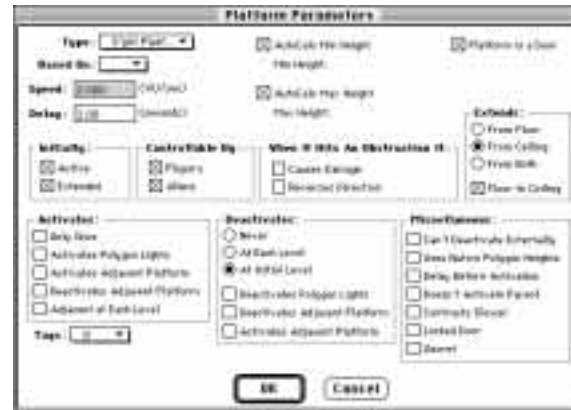 Platform Parameters
Type:
Based On:
Speed:
Delay:
AutoCalc Min Height
Min Height:
AutoCalc Max Height
Max Height:
Platform is a Door
Extends:
From Floor
From Ceiling
From Both
Floor to Ceiling
Initially:
Active
Extended
Controllable By
Players
Aliens
When It Hits An Obstruction It
Causes Damage
Reverses Direction
Activates:
Only Once
Activates Polygon Lights
Activates Adjacent Platform
Deactivates Adjacent Platform
Adjacent at Each Level
Tags:
Deactivates:
Never
At Each Level
At Initial Level
Deactivates Polygon Lights
Deactivates Adjacent Platform
Activates Adjacent Platform
Miscellaneous:
Can't Deactivate Externally
Uses Native Polygon Heights
Delay Before Activation
Doesn't Activate Parent
Contracts Slower
Locked Door
Secret
OK
Cancel